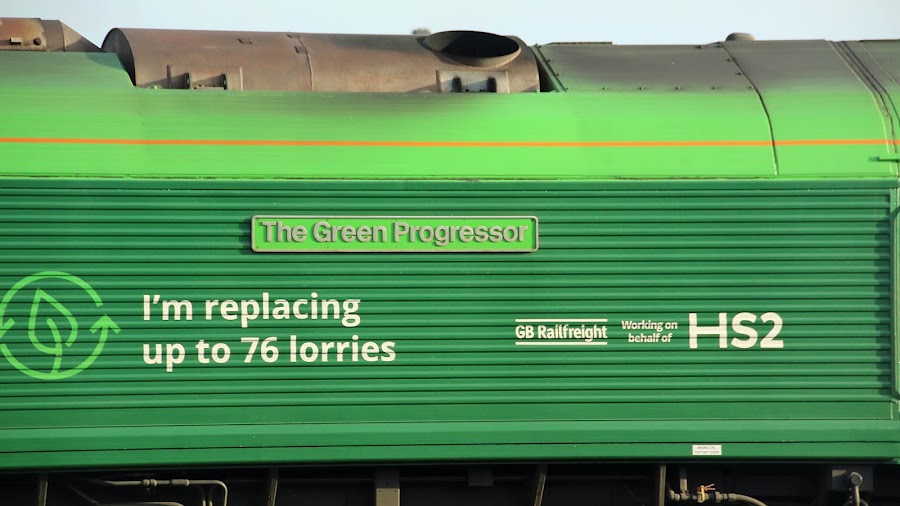 The Green Progressor
I'm replacing
up to 76 lorries
GB Railfreight
Working on
behalf of
HS2